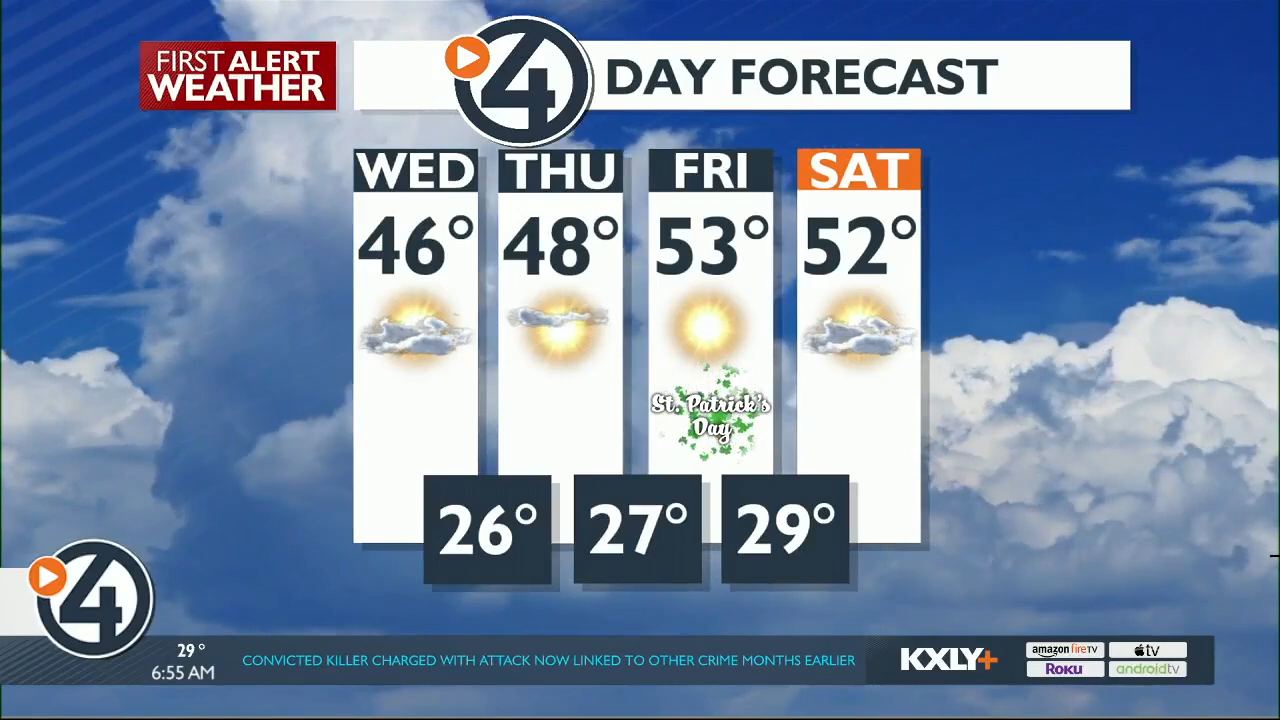 FIRST ALERT
WEATHER
4 DAY FORECAST
WED THU FRI SAT
46° 48° 53° 52°
St. Patrick's
Day
26° 27° 29°
4
29°
6:55 AM
CONVICTED KILLER CHARGED WITH ATTACK NOW LINKED TO OTHER CRIME MONTHS EARLIER
KXLY+
amazon fireTV
tv
ROKU
androidtv